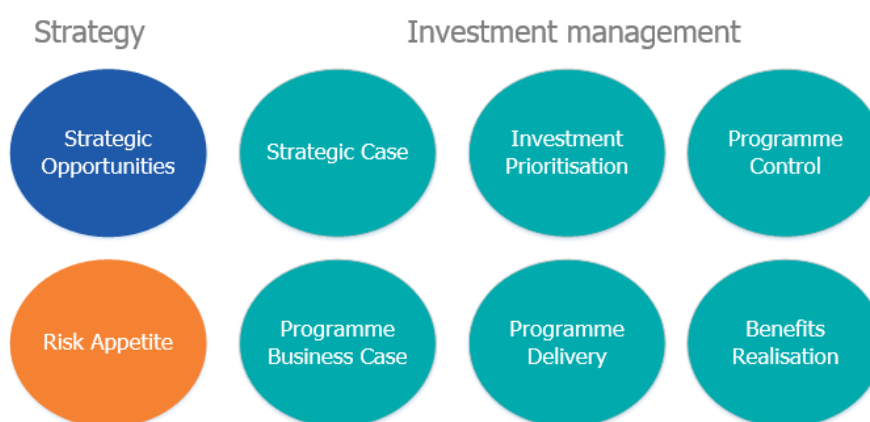 Strategy
Investment management
Strategic
Opportunities
Strategic Case
Investment
Prioritisation
Programme
Control
Risk Appetite
Programme
Business Case
Programme
Delivery
Benefits
Realisation